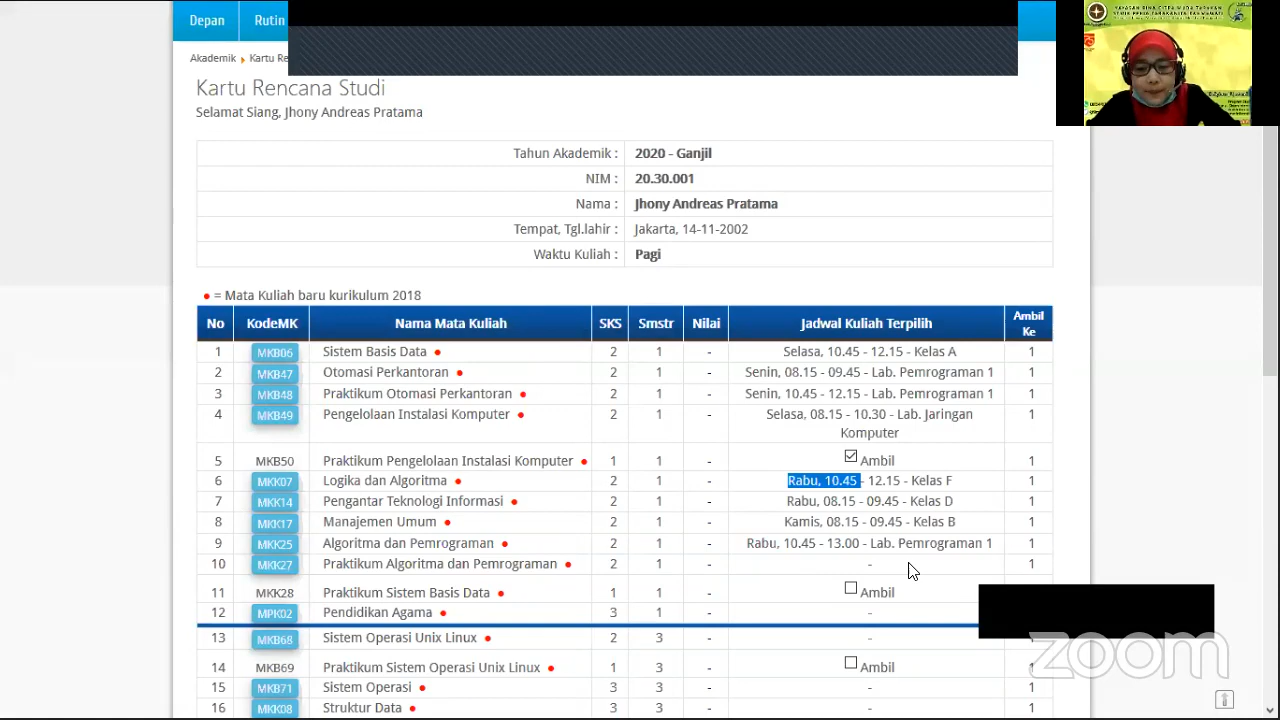 Depan Rutin
YAYASAN BINA CITRA MUDA TARUNAN
Akademik Kartu Re
Kartu Rencana Studi
Selamat Siang, Jhony Andreas Pratama
Tahun Akademik : 2020 - Ganjil
NIM : 20.30.001
Nama : Jhony Andreas Pratama
Tempat, Tgl.lahir : Jakarta, 14-11-2002
Waktu Kuliah : Pagi
= Mata Kuliah baru kurikulum 2018
No KodeMK Nama Mata Kuliah SKS Smstr Nilai Jadwal Kuliah Terpilih Ambil Ke
1 MKB06 Sistem Basis Data 2 1 - Selasa, 10.45 - 12.15 - Kelas A 1
2 MKB47 Otomasi Perkantoran 2 1 - Senin, 08.15 - 09.45 - Lab. Pemrograman 1 1
3 MKB48 Praktikum Otomasi Perkantoran 2 1 - Senin, 10.45 - 12.15 - Lab. Pemrograman 1 1
4 MKB49 Pengelolaan Instalasi Komputer 2 1 - Selasa, 08.15 - 10.30 - Lab. Jaringan Komputer 1
5 MKB50 Praktikum Pengelolaan Instalasi Komputer 1 1 - Ambil 1
6 MKK07 Logika dan Algoritma 2 1 - Rabu, 10.45 - 12.15 - Kelas F 1
7 MKK14 Pengantar Teknologi Informasi 2 1 - Rabu, 08.15 - 09.45 - Kelas D 1
8 MKK17 Manajemen Umum 2 1 - Kamis, 08.15 - 09.45 - Kelas B 1
9 MKK25 Algoritma dan Pemrograman 2 1 - Rabu, 10.45 - 13.00 - Lab. Pemrograman 1 1
10 MKK27 Praktikum Algoritma dan Pemrograman 2 1 - - 1
11 MKK28 Praktikum Sistem Basis Data 1 1 - Ambil
12 MPK02 Pendidikan Agama 3 1 - -
13 MKB68 Sistem Operasi Unix Linux 2 3 - -
14 MKB69 Praktikum Sistem Operasi Unix Linux 1 3 - Ambil 1
15 MKB71 Sistem Operasi 3 3 - - 1
16 MKK08 Struktur Data 3 3 - - 1
zoom